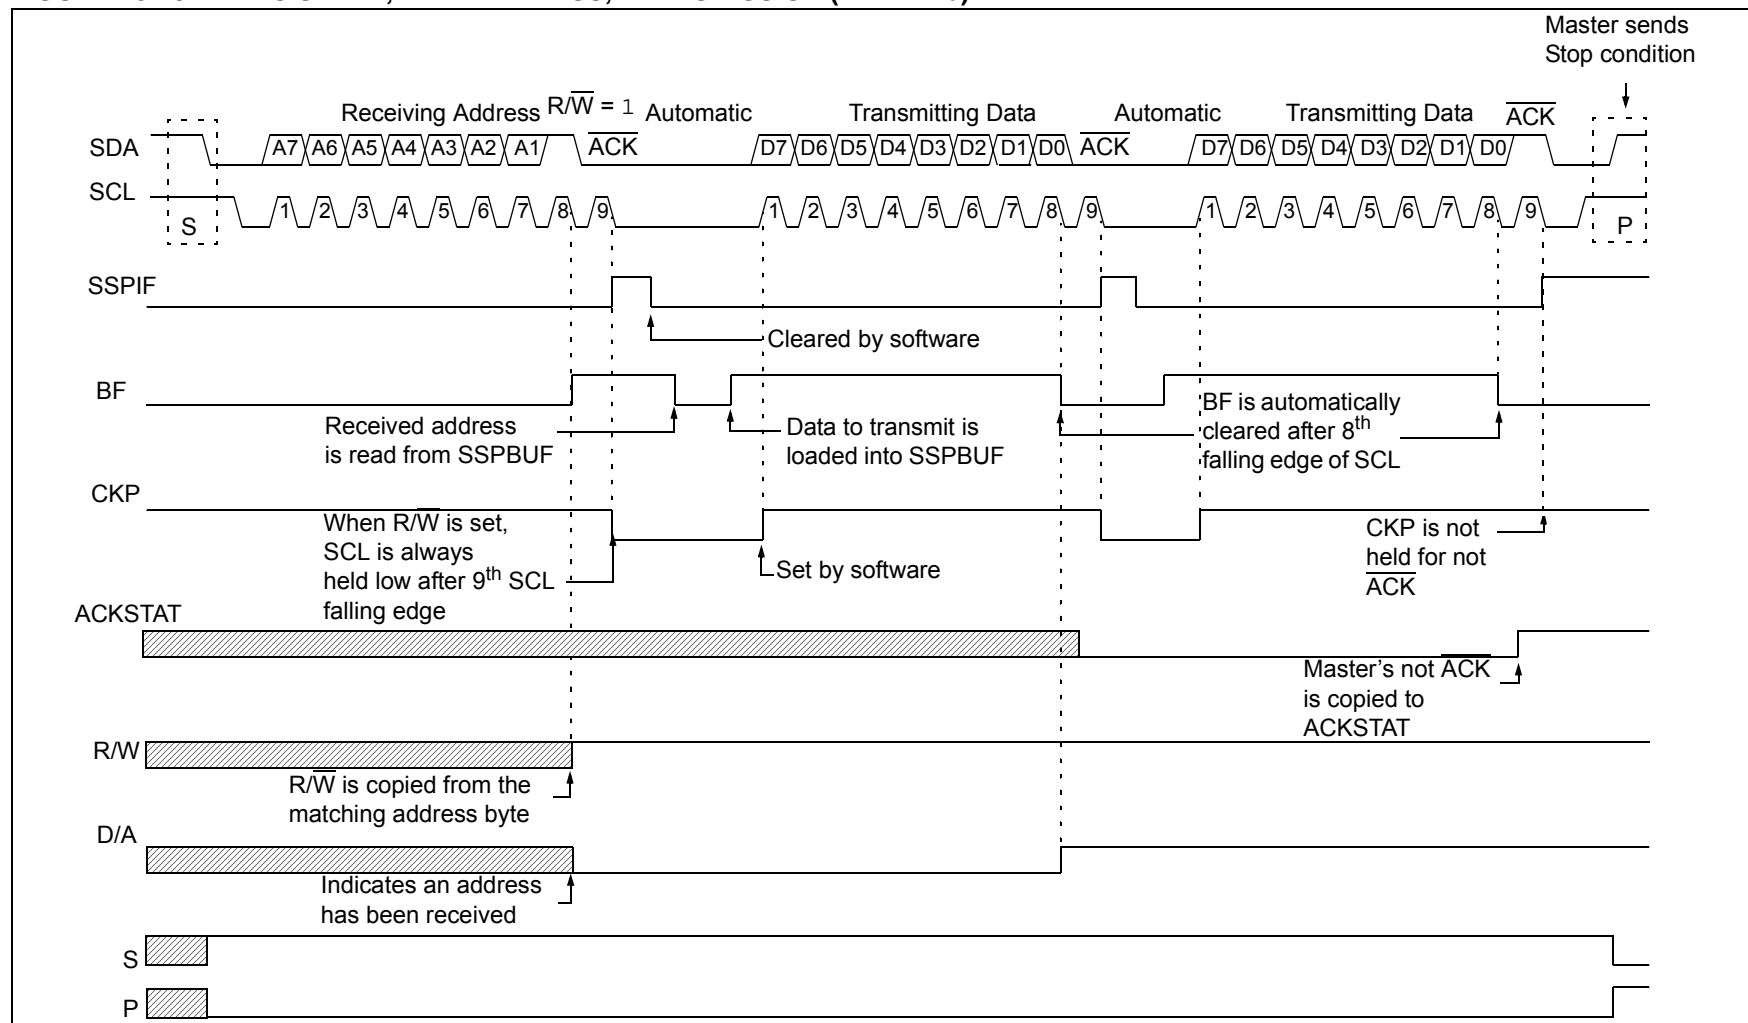 Master sends
Stop condition
Receiving Address R/W = 1 Automatic Transmitting Data Automatic Transmitting Data ACK
SDA A7 A6 A5 A4 A3 A2 A1 ACK D7 D6 D5 D4 D3 D2 D1 D0 ACK D7 D6 D5 D4 D3 D2 D1 D0
SCL 1 2 3 4 5 6 7 8 9 1 2 3 4 5 6 7 8 9 1 2 3 4 5 6 7 8 9
S P
SSPIF
Cleared by software
BF
Received address
is read from SSPBUF
Data to transmit is
loaded into SSPBUF
BF is automatically
cleared after 8th
falling edge of SCL
CKP
When R/W is set,
SCL is always
held low after 9th SCL
falling edge
Set by software
CKP is not
held for not
ACK
ACKSTAT
Master's not ACK
is copied to
ACKSTAT
R/W
R/W is copied from the
matching address byte
D/A
Indicates an address
has been received
S
P